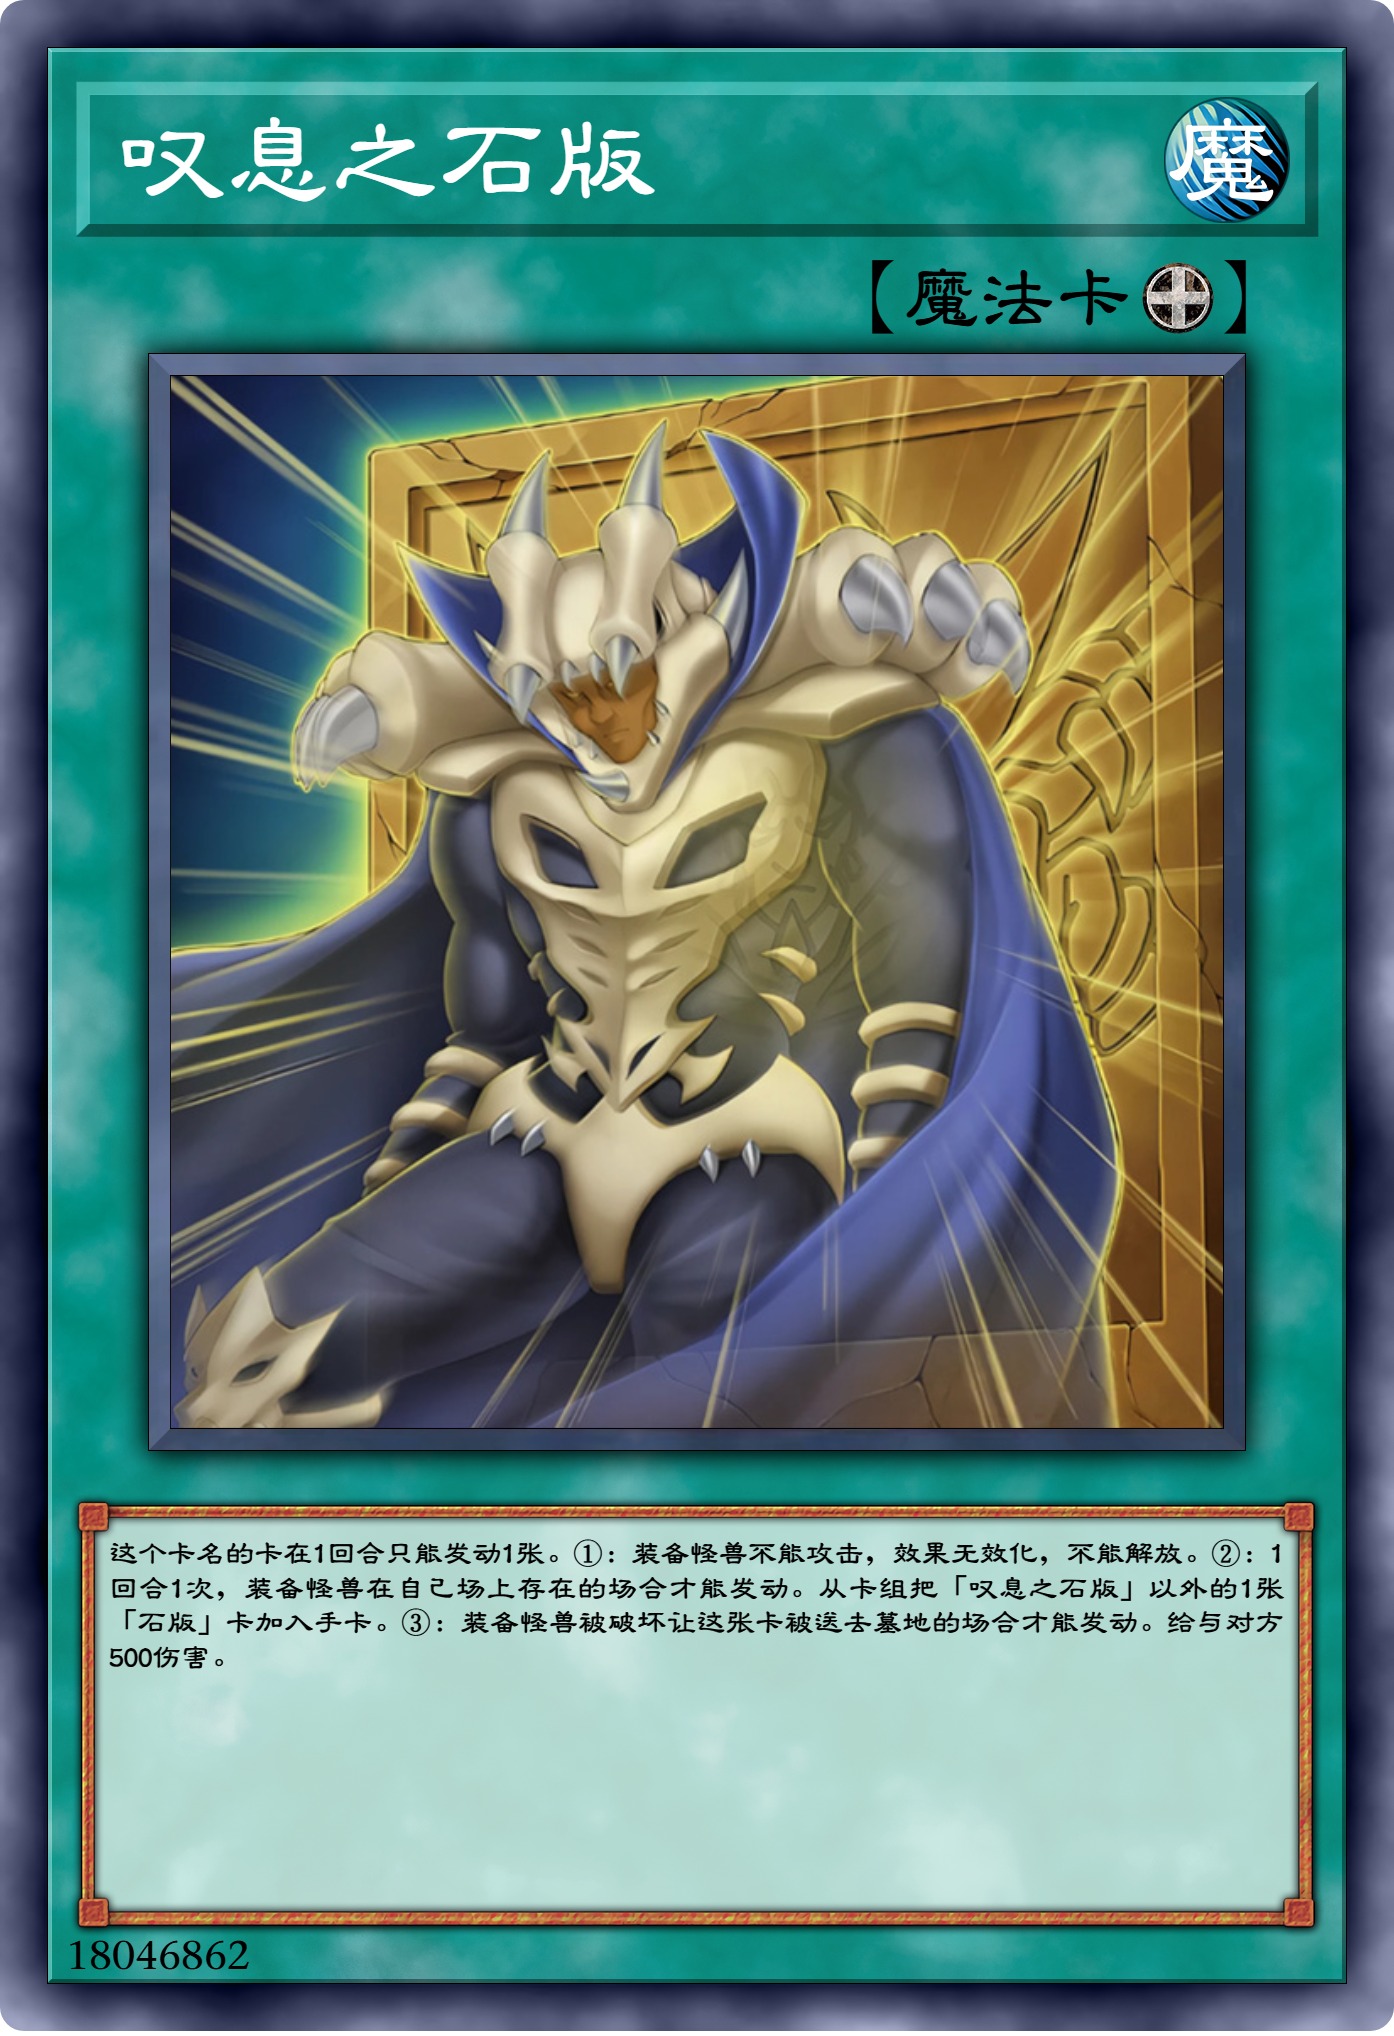 叹息之石版
魔
【魔法卡】
这个卡名的卡在1回合只能发动1张。①：装备怪兽不能攻击，效果无效化，不能解放。②：1
回合1次，装备怪兽在自己场上存在的场合才能发动。从卡组把「叹息之石版」以外的1张
「石版」卡加入手卡。③：装备怪兽被破坏让这张卡被送去墓地的场合才能发动。给与对方
500伤害。
18046862